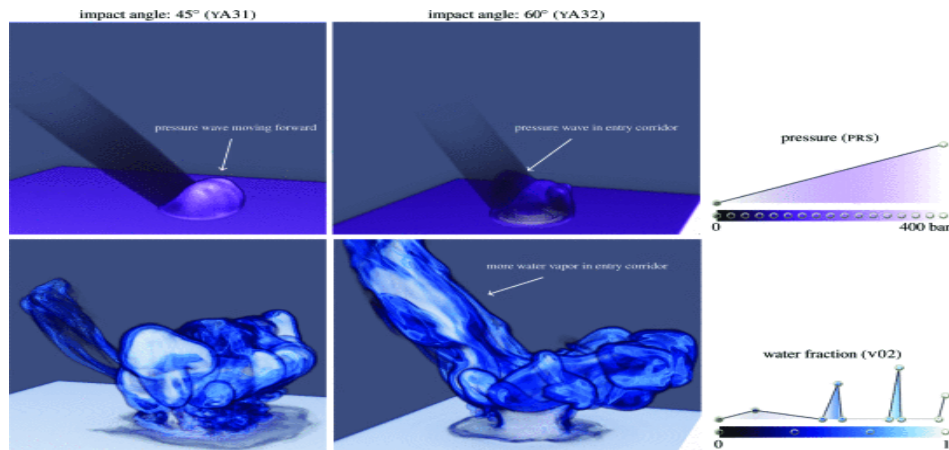 impact angle: 45° (YA31)
impact angle: 60° (YA32)
pressure wave moving forward
pressure wave in entry corridor
pressure (PRS)
0
400 bar
more water vapor in entry corridor
water fraction (V02)
0
1